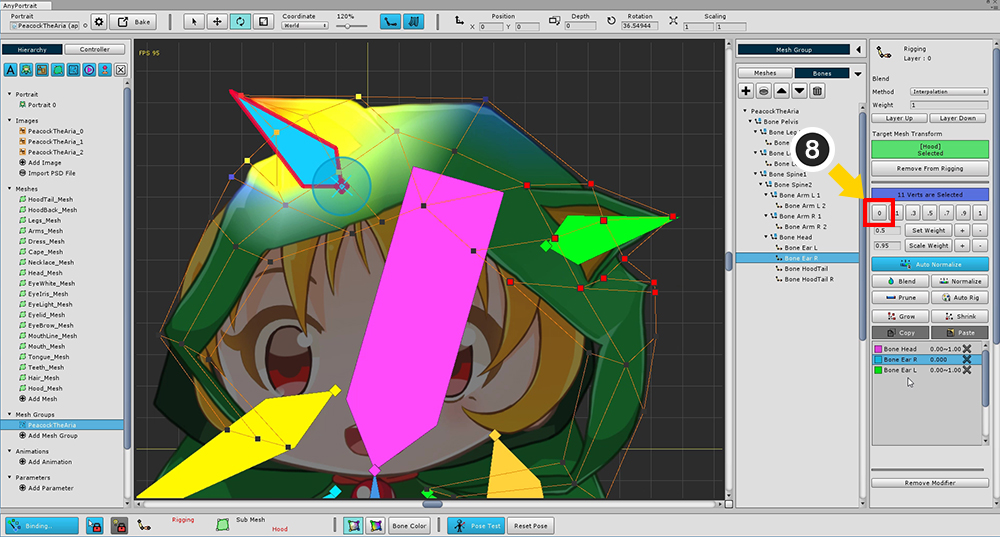 AnyPortrait
Portrait
PeacockTheAria (ap
Bake
Coordinate
World
120%
Position
X 0 Y 0
Depth
0
Rotation
36.54944
Scaling
1 1
Hierarchy
Controller
Portrait
Portrait 0
Images
PeacockTheAria_0
PeacockTheAria_1
PeacockTheAria_2
Add Image
Import PSD File
Meshes
HoodTail_Mesh
HoodBack_Mesh
Legs_Mesh
Arms_Mesh
Dress_Mesh
Cape_Mesh
Necklace_Mesh
Head_Mesh
EyeWhite_Mesh
EyeIris_Mesh
EyeLight_Mesh
Eyelid_Mesh
EyeBrow_Mesh
MouthLine_Mesh
Mouth_Mesh
Tongue_Mesh
Teeth_Mesh
Hair_Mesh
Hood_Mesh
Add Mesh
Mesh Groups
PeacockTheAria
Add Mesh Group
Animations
Add Animation
Parameters
Add Parameter
FPS 95
Mesh Group
Meshes
Bones
PeacockTheAria
Bone Pelvis
Bone Leg
Bone
Bone L
Bone
Bone Spine1
Bone Spine2
Bone Arm L 1
Bone Arm L 2
Bone Arm R 1
Bone Arm R 2
Bone Head
Bone Ear L
Bone Ear R
Bone HoodTail
Bone HoodTail R
8
Rigging
Layer : 0
Blend
Method Interpolation
Weight 1
Layer Up
Layer Down
Target Mesh Transform
[Hood]
Selected
Remove From Rigging
11 Verts are Selected
0 .1 .3 .5 .7 .9 1
0.5 Set Weight + -
0.95 Scale Weight + -
Auto Normalize
Blend
Normalize
Prune
Auto Rig
Grow
Shrink
Copy
Paste
Bone Head 0.00~1.00
Bone Ear R 0.000
Bone Ear L 0.00~1.00
Remove Modifier
Binding...
Rigging
Sub Mesh
Hood
Bone Color
Pose Test
Reset Pose